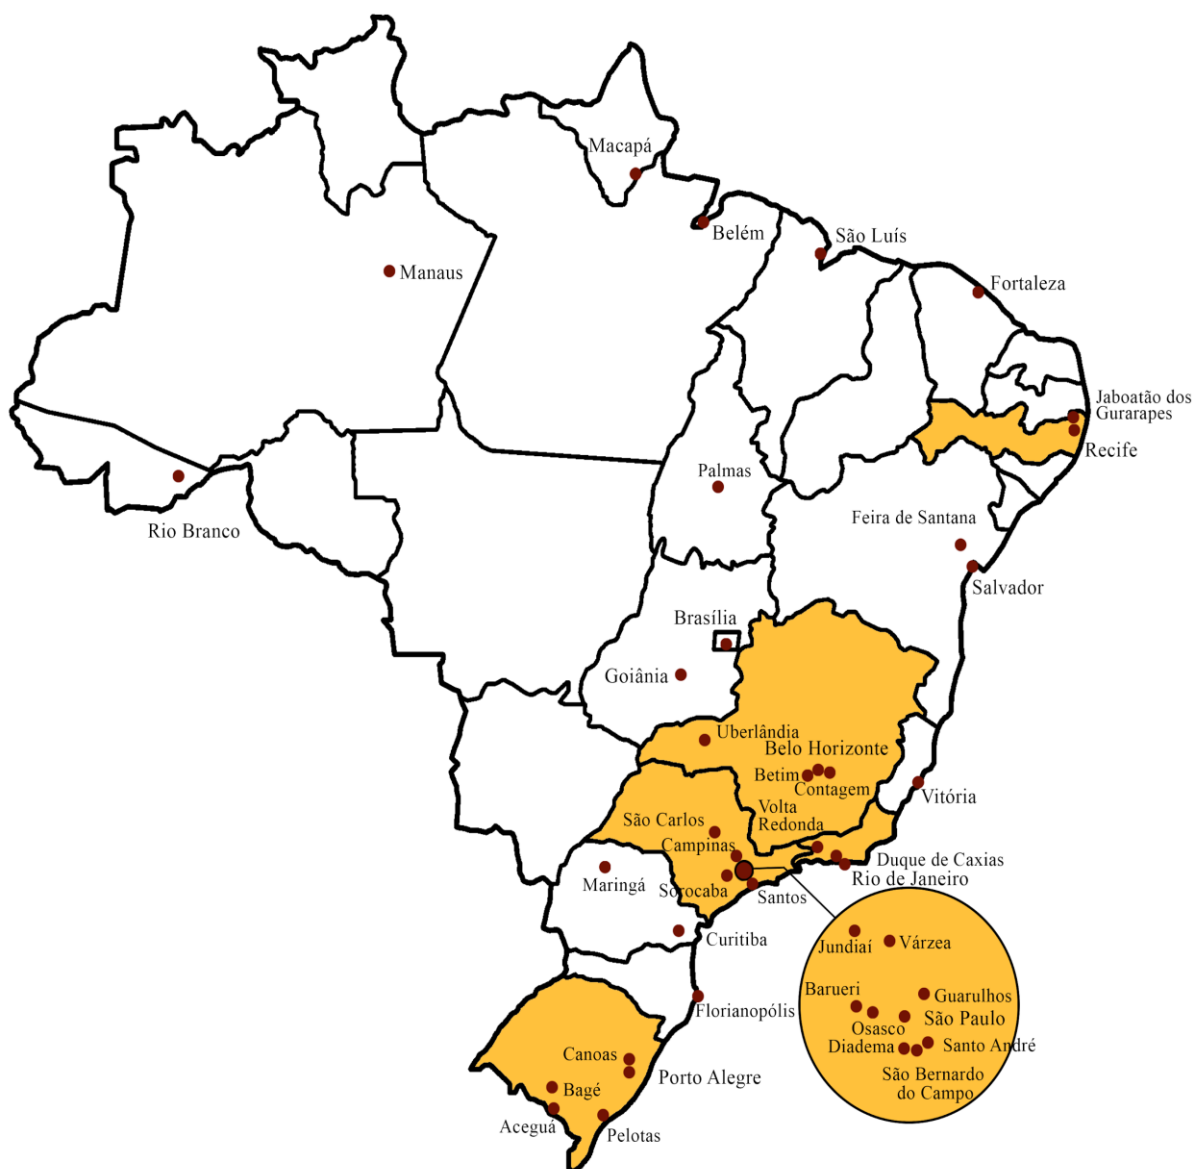 Macapá
Belém
São Luís
Manaus
Fortaleza
Jaboatão dos
Gurarapes
Recife
Palmas
Rio Branco
Feira de Santana
Salvador
Brasília
Goiânia
Uberlândia
Belo Horizonte
Betim
Contagem
Vitória
Volta
Redonda
São Carlos
Campinas
Duque de Caxias
Rio de Janeiro
Maringá
Sorocaba
Santos
Curitiba
Jundiaí
Várzea
Barueri
Guarulhos
Florianopólis
Osasco
São Paulo
Diadema
Santo André
São Bernardo
do Campo
Canoas
Porto Alegre
Bagé
Aceguá
Pelotas